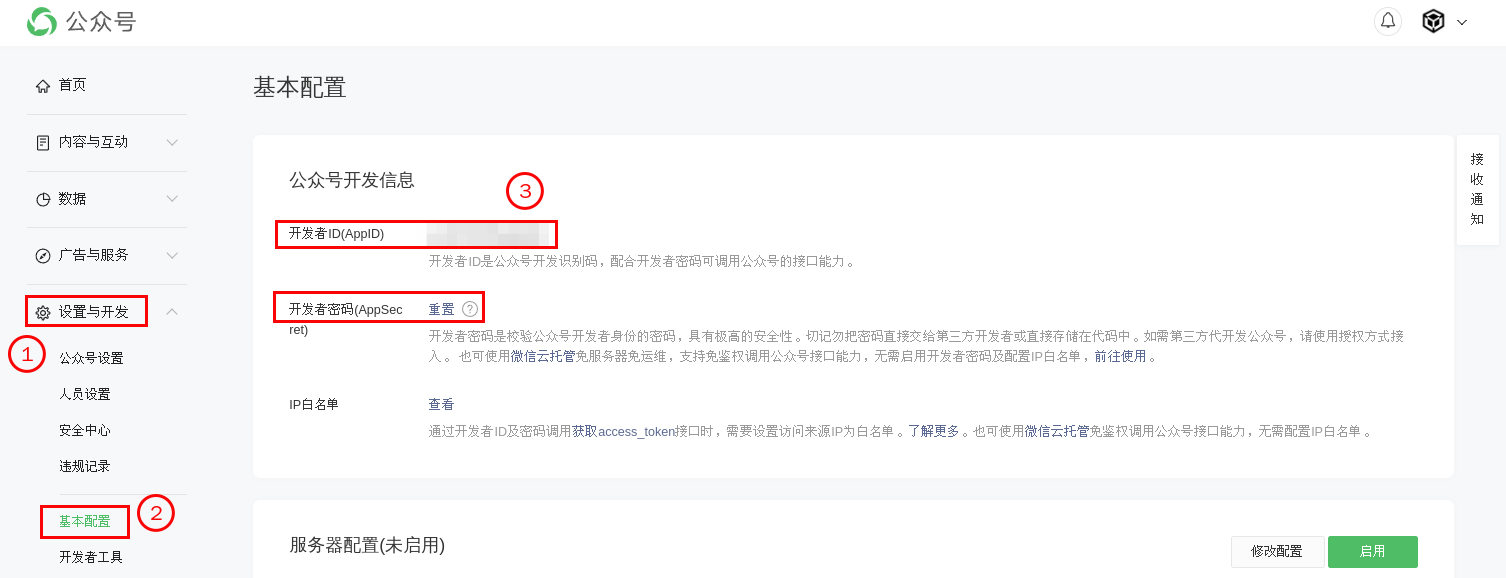 公众号
首页
内容与互动
数据
广告与服务
设置与开发
1
公众号设置
人员设置
安全中心
违规记录
基本配置
2
开发者工具
基本配置
公众号开发信息
3
开发者ID(AppID)
开发者ID是公众号开发识别码，配合开发者密码可调用公众号的接口能力。
开发者密码(AppSec
ret)
重置 ?
开发者密码是校验公众号开发者身份的密码，具有极高的安全性。切记勿把密码直接交给第三方开发者或直接存储在代码中。如需第三方代开发公众号，请使用授权方式接
入。也可使用微信云托管免服务器免运维，支持免鉴权调用公众号接口能力，无需启用开发者密码及配置IP白名单，前往使用。
IP白名单 查看
通过开发者ID及密码调用获取access_token接口时，需要设置访问来源IP为白名单。了解更多。也可使用微信云托管免鉴权调用公众号接口能力，无需配置IP白名单。
服务器配置(未启用)
修改配置 启用
接
收
通
知